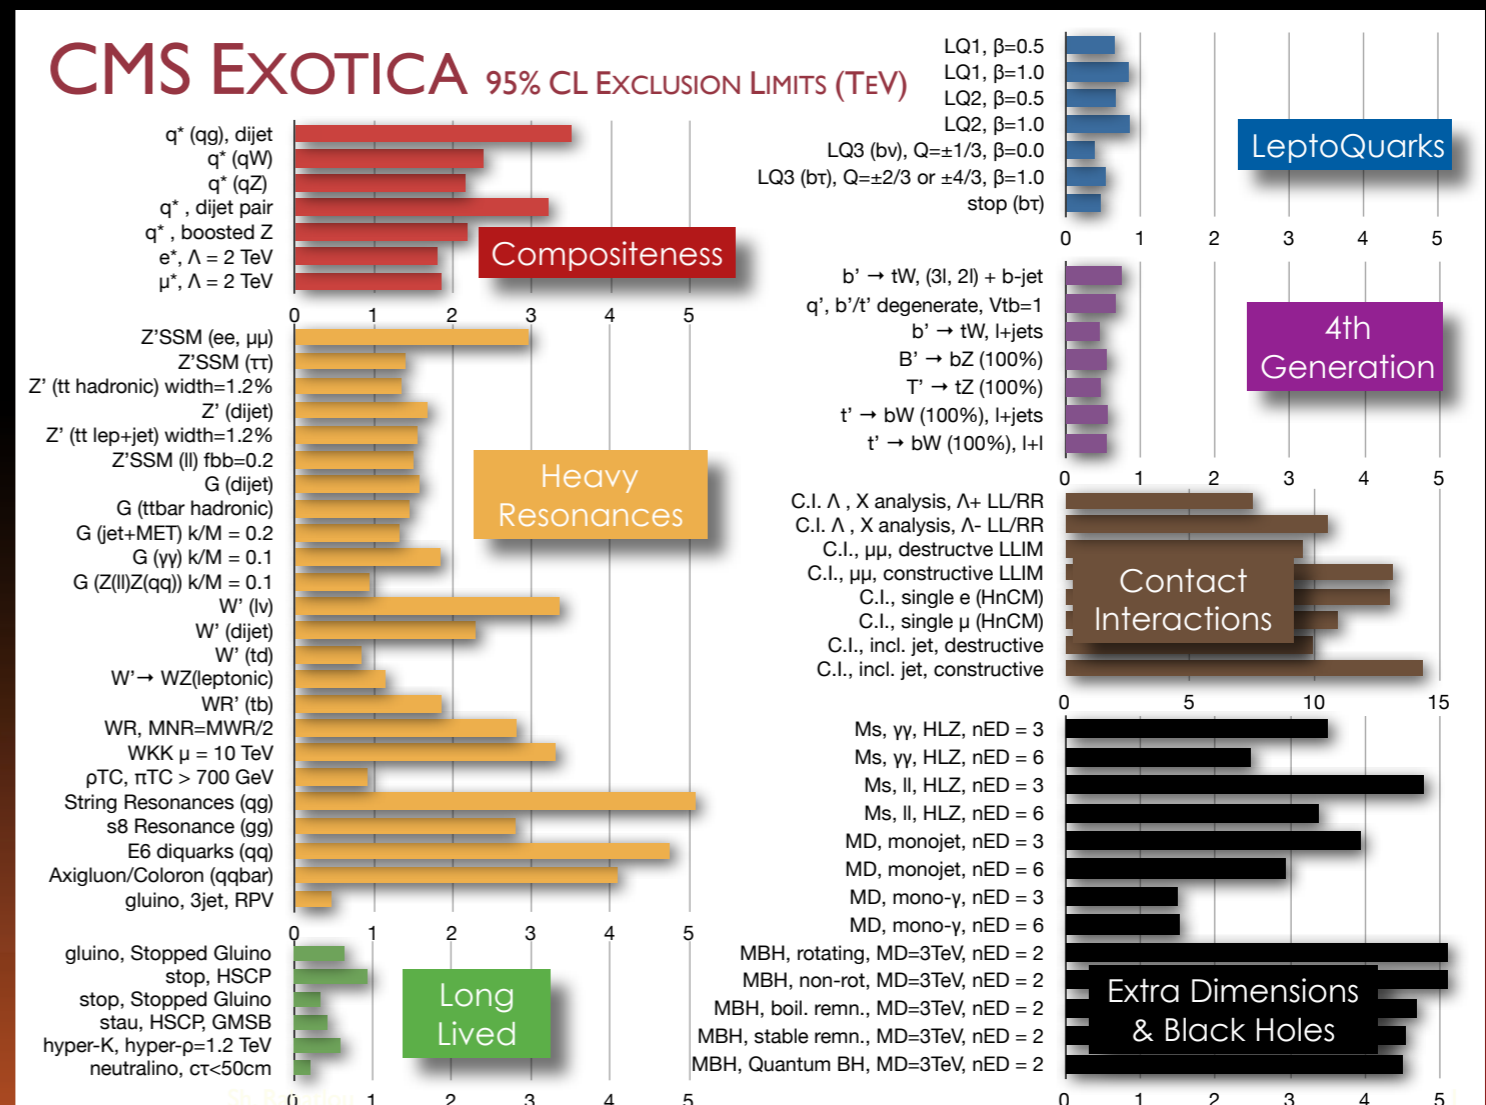 CMS EXOTICA 95% CL EXCLUSION LIMITS (TEV)
q* (qg), dijet
q* (qW)
q* (qZ)
q* , dijet pair
q* , boosted Z
e*, Λ = 2 TeV
μ*, Λ = 2 TeV
Compositeness
0 1 2 3 4 5
Z'SSM (ee, μμ)
Z'SSM (ττ)
Z' (tt hadronic) width=1.2%
Z' (dijet)
Z' (tt lep+jet) width=1.2%
Z'SSM (ll) fbb=0.2
G (dijet)
G (ttbar hadronic)
G (jet+MET) k/M = 0.2
G (γγ) k/M = 0.1
G (Z(ll)Z(qq)) k/M = 0.1
W' (lν)
W' (dijet)
W' (td)
W'→ WZ(leptonic)
WR' (tb)
WR, MNR=MWR/2
WKK μ = 10 TeV
ρTC, πTC > 700 GeV
String Resonances (qg)
s8 Resonance (gg)
E6 diquarks (qq)
Axigluon/Coloron (qqbar)
gluino, 3jet, RPV
Heavy
Resonances
0 1 2 3 4 5
gluino, Stopped Gluino
stop, HSCP
stop, Stopped Gluino
stau, HSCP, GMSB
hyper-K, hyper-ρ=1.2 TeV
neutralino, cτ<50cm
Long
Lived
0 1 2 3 4 5
LQ1, β=0.5
LQ1, β=1.0
LQ2, β=0.5
LQ2, β=1.0
LQ3 (bν), Q=±1/3, β=0.0
LQ3 (bτ), Q=±2/3 or ±4/3, β=1.0
stop (bτ)
LeptoQuarks
0 1 2 3 4 5
b' → tW, (3l, 2l) + b-jet
q', b'/t' degenerate, Vtb=1
b' → tW, l+jets
B' → bZ (100%)
T' → tZ (100%)
t' → bW (100%), l+jets
t' → bW (100%), l+l
4th
Generation
0 1 2 3 4 5
C.I. Λ , X analysis, Λ+ LL/RR
C.I. Λ , X analysis, Λ- LL/RR
C.I., μμ, destructve LLIM
C.I., μμ, constructive LLIM
C.I., single e (HnCM)
C.I., single μ (HnCM)
C.I., incl. jet, destructive
C.I., incl. jet, constructive
Contact
Interactions
0 5 10 15
Ms, γγ, HLZ, nED = 3
Ms, γγ, HLZ, nED = 6
Ms, ll, HLZ, nED = 3
Ms, ll, HLZ, nED = 6
MD, monojet, nED = 3
MD, monojet, nED = 6
MD, mono-γ, nED = 3
MD, mono-γ, nED = 6
MBH, rotating, MD=3TeV, nED = 2
MBH, non-rot, MD=3TeV, nED = 2
MBH, boil. remn., MD=3TeV, nED = 2
MBH, stable remn., MD=3TeV, nED = 2
MBH, Quantum BH, MD=3TeV, nED = 2
Extra Dimensions
& Black Holes
0 1 2 3 4 5